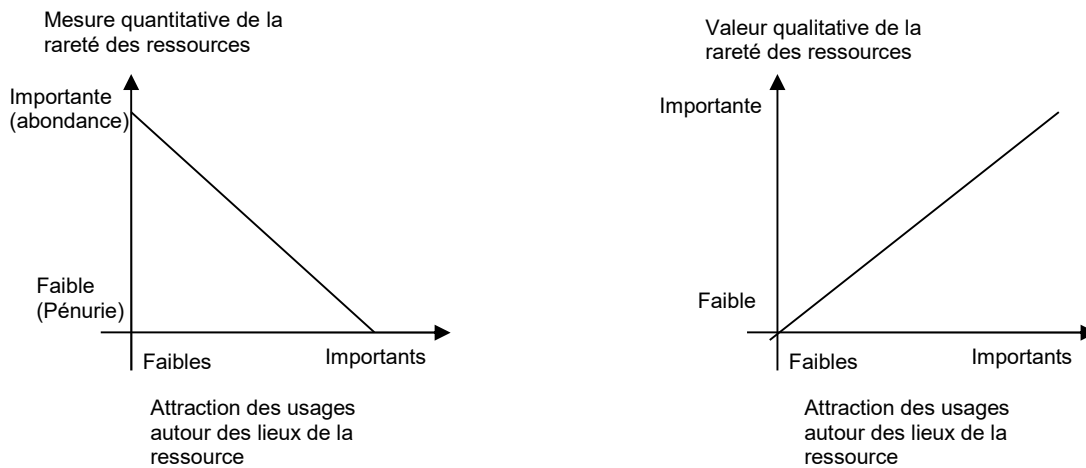 Mesure quantitative de la
rareté des ressources
Importante
(abondance)
Faible
(Pénurie)
Faibles
Importants
Attraction des usages
autour des lieux de la
ressource
Valeur qualitative de la
rareté des ressources
Importante
Faible
Faibles
Importants
Attraction des usages
autour des lieux de la
ressource